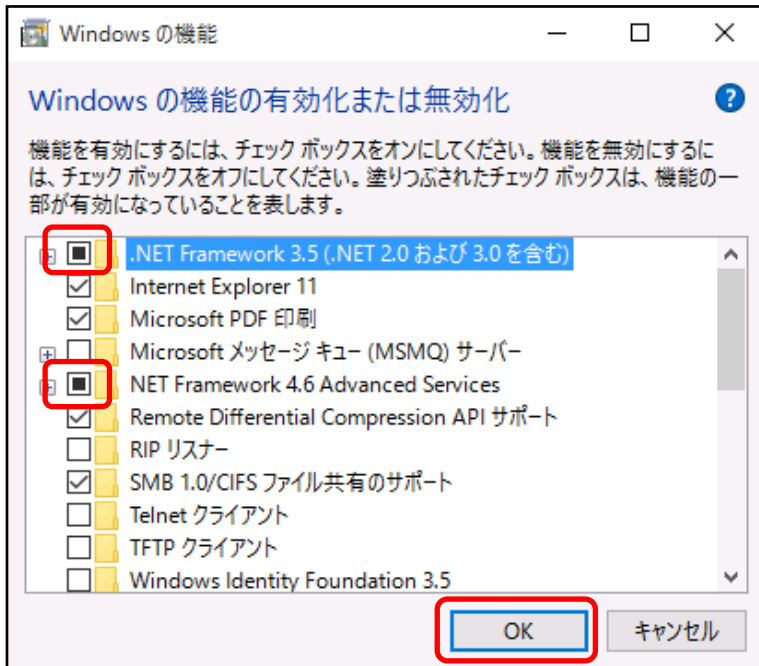 Windows の機能
Windows の機能の有効化または無効化
?
機能を有効にするには、チェック ボックスをオンにしてください。機能を無効にするに
は、チェック ボックスをオフにしてください。塗りつぶされたチェック ボックスは、機能の一
部が有効になっていることを表します。
.NET Framework 3.5 (.NET 2.0 および 3.0 を含む)
Internet Explorer 11
Microsoft PDF 印刷
Microsoft メッセージ キュー (MSMQ) サーバー
NET Framework 4.6 Advanced Services
Remote Differential Compression API サポート
RIP リスナー
SMB 1.0/CIFS ファイル共有のサポート
Telnet クライアント
TFTP クライアント
Windows Identity Foundation 3.5
OK
キャンセル